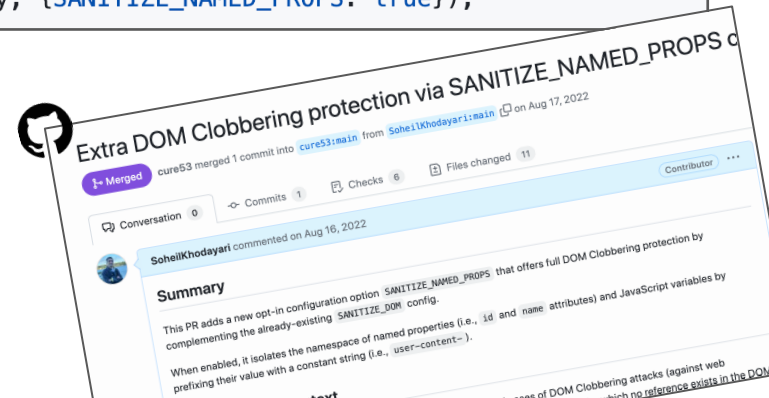 {SANITIZE_NAMED_PROPS: true});
Extra DOM Clobbering protection via SANITIZE_NAMED_PROPS
Merged cure53 merged 1 commit into cure53:main from SoheilKhodayari:main on Aug 17, 2022
Conversation 0 Commits 1 Checks 6 Files changed 11
SoheilKhodayari commented on Aug 16, 2022 Contributor ...
Summary
This PR adds a new opt-in configuration option SANITIZE_NAMED_PROPS that offers full DOM Clobbering protection by
complementing the already-existing SANITIZE_DOM config.
When enabled, it isolates the namespace of named properties (i.e., id and name attributes) and JavaScript variables by
prefixing their value with a constant string (i.e., user-content- ).
of DOM Clobbering attacks (against web
which no reference exists in the DOM